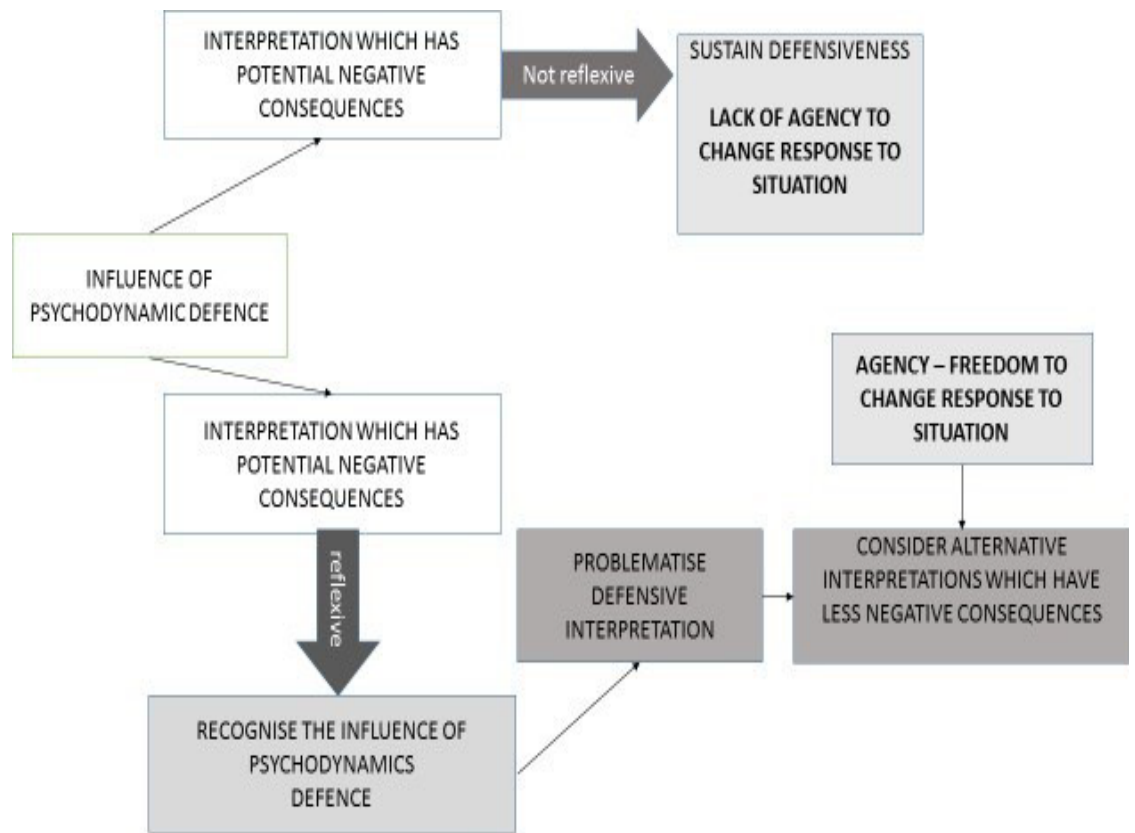 INTERPRETATION WHICH HAS
POTENTIAL NEGATIVE
CONSEQUENCES
Not reflexive
SUSTAIN DEFENSIVENESS
LACK OF AGENCY TO
CHANGE RESPONSE TO
SITUATION
INFLUENCE OF
PSYCHODYNAMIC DEFENCE
INTERPRETATION WHICH HAS
POTENTIAL NEGATIVE
CONSEQUENCES
reflexive
RECOGNISE THE INFLUENCE OF
PSYCHODYNAMICS
DEFENCE
PROBLEMATISE
DEFENSIVE
INTERPRETATION
AGENCY – FREEDOM TO
CHANGE RESPONSE TO
SITUATION
CONSIDER ALTERNATIVE
INTERPRETATIONS WHICH HAVE
LESS NEGATIVE CONSEQUENCES